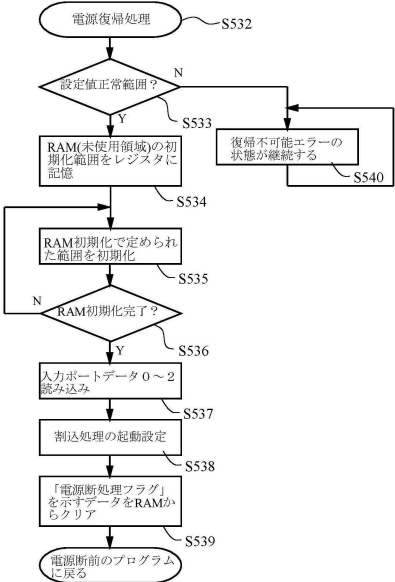 電源復帰処理
S532
設定値正常範囲？
N
Y
S533
RAM(未使用領域)の初
期化範囲をレジスタに
記憶
S534
復帰不可能エラーの
状態が継続する
S540
RAM初期化で定められ
た範囲を初期化
S535
N
RAM初期化完了？
Y
S536
入力ポートデータ０～２
読み込み
S537
割込処理の起動設定
S538
「電源断処理フラグ」
を示すデータをRAMか
らクリア
S539
電源断前のプログラム
に戻る